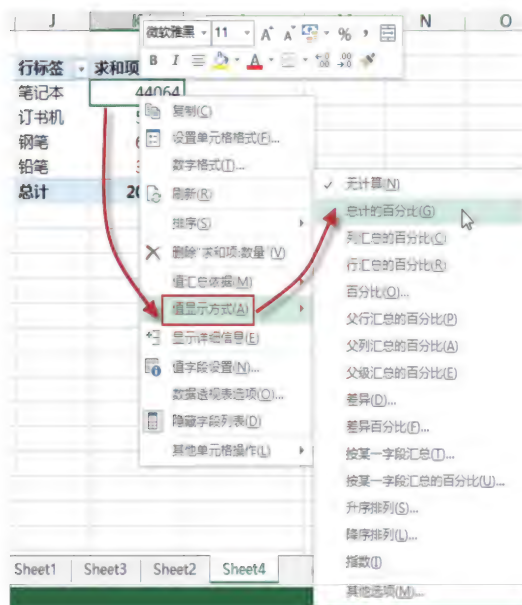 J
N
O
微软雅黑
11
A
A
%
,
B
I
A
行标签
求和项
笔记本
44064
订书机
钢笔
铅笔
总计
20
复制(C)
设置单元格格式(F)...
数字格式(T)...
刷新(R)
排序(S)
删除"求和项:数量"(V)
值汇总依据(M)
值显示方式(A)
显示详细信息(E)
值字段设置(N)...
数据透视表选项(O)...
隐藏字段列表(D)
其他单元格操作(L)
无计算(N)
总计的百分比(G)
列汇总的百分比(C)
行汇总的百分比(R)
百分比(O)...
父行汇总的百分比(P)
父列汇总的百分比(A)
父级汇总的百分比(E)
差异(D)...
差异百分比(F)...
按某一字段汇总(T)...
按某一字段汇总的百分比(U)...
升序排列(S)...
降序排列(L)...
指数(I)
其他选项(M)...
Sheet1
Sheet3
Sheet2
Sheet4